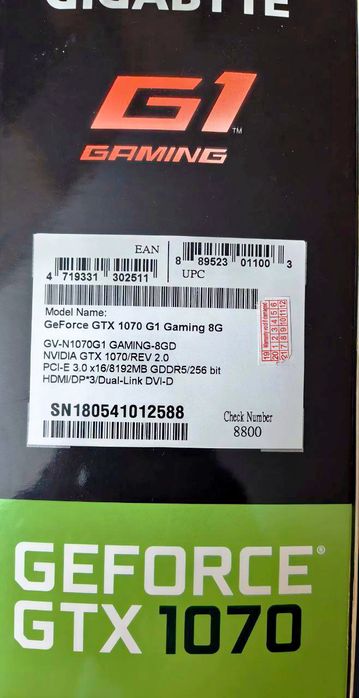 GIGABYTE
G1
™
GAMING
EAN
4 719331 302511
8 89523 01100 3
UPC
Model Name:
GeForce GTX 1070 G1 Gaming 8G
GV-N1070G1 GAMING-8GD
NVIDIA GTX 1070/REV 2.0
PCI-E 3.0 x16/8192MB GDDR5/256 bit
HDMI/DP*3/Dual-Link DVI-D
SN180541012588
Check Number
8800
GEFORCE®
GTX 1070